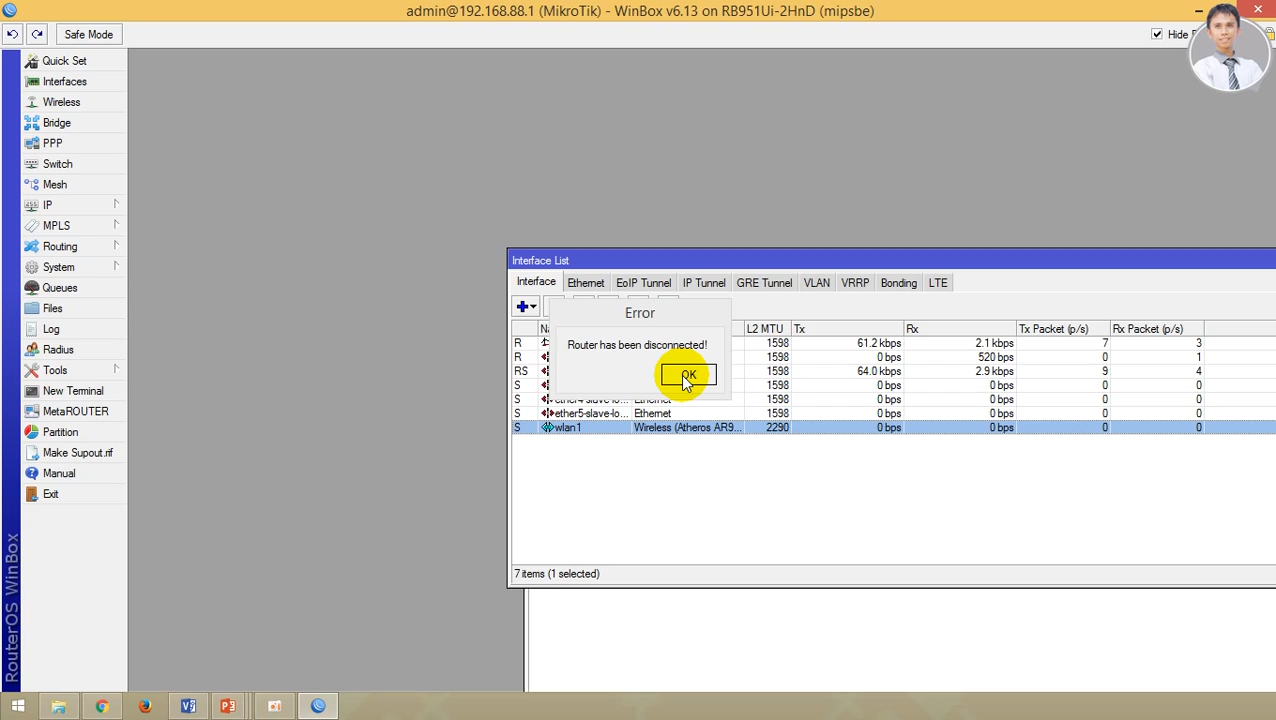 admin@192.168.88.1 (MikroTik) - WinBox v6.13 on RB951Ui-2HnD (mipsbe)
Safe Mode
Hide
Quick Set
Interfaces
Wireless
Bridge
PPP
Switch
Mesh
IP
MPLS
Routing
System
Queues
Files
Log
Radius
Tools
New Terminal
MetaROUTER
Partition
Make Supout.rif
Manual
Exit
RouterOS WinBox
Interface List
Interface Ethernet EoIP Tunnel IP Tunnel GRE Tunnel VLAN VRRP Bonding LTE
Error
Router has been disconnected!
OK
L2 MTU Tx Rx Tx Packet (p/s) Rx Packet (p/s)
R 1598 61.2 kbps 2.1 kbps 7 3
R 1598 0 bps 520 bps 0 1
RS 1598 64.0 kbps 2.9 kbps 9 4
S 1598 0 bps 0 bps 0 0
S ether4-slave-lo... Ethernet 1598 0 bps 0 bps 0 0
S ether5-slave-lo... Ethernet 1598 0 bps 0 bps 0 0
S wlan1 Wireless (Atheros AR9... 2290 0 bps 0 bps 0 0
7 items (1 selected)